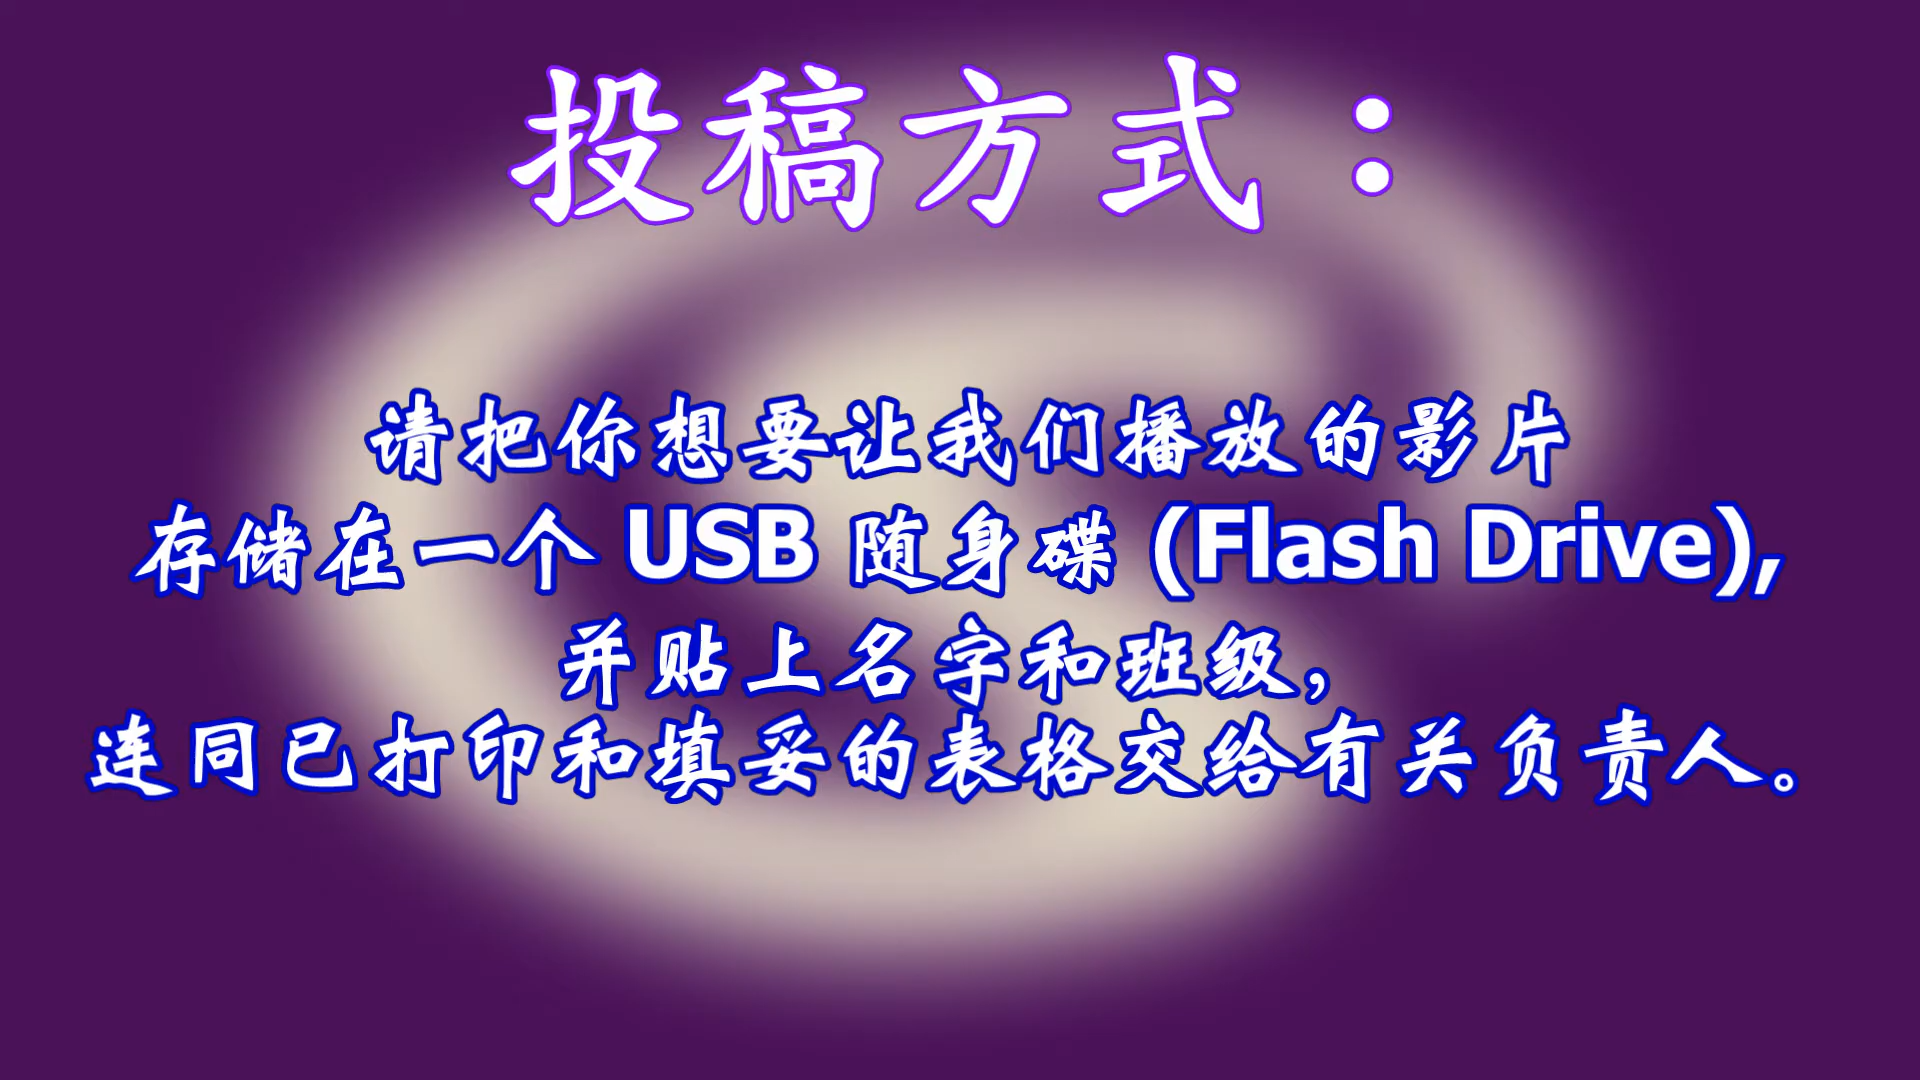 投稿方式：
请把你想要让我们播放的影片
存储在一个 USB 随身碟 (Flash Drive),
并贴上名字和班级，
连同已打印和填妥的表格交给有关负责人。